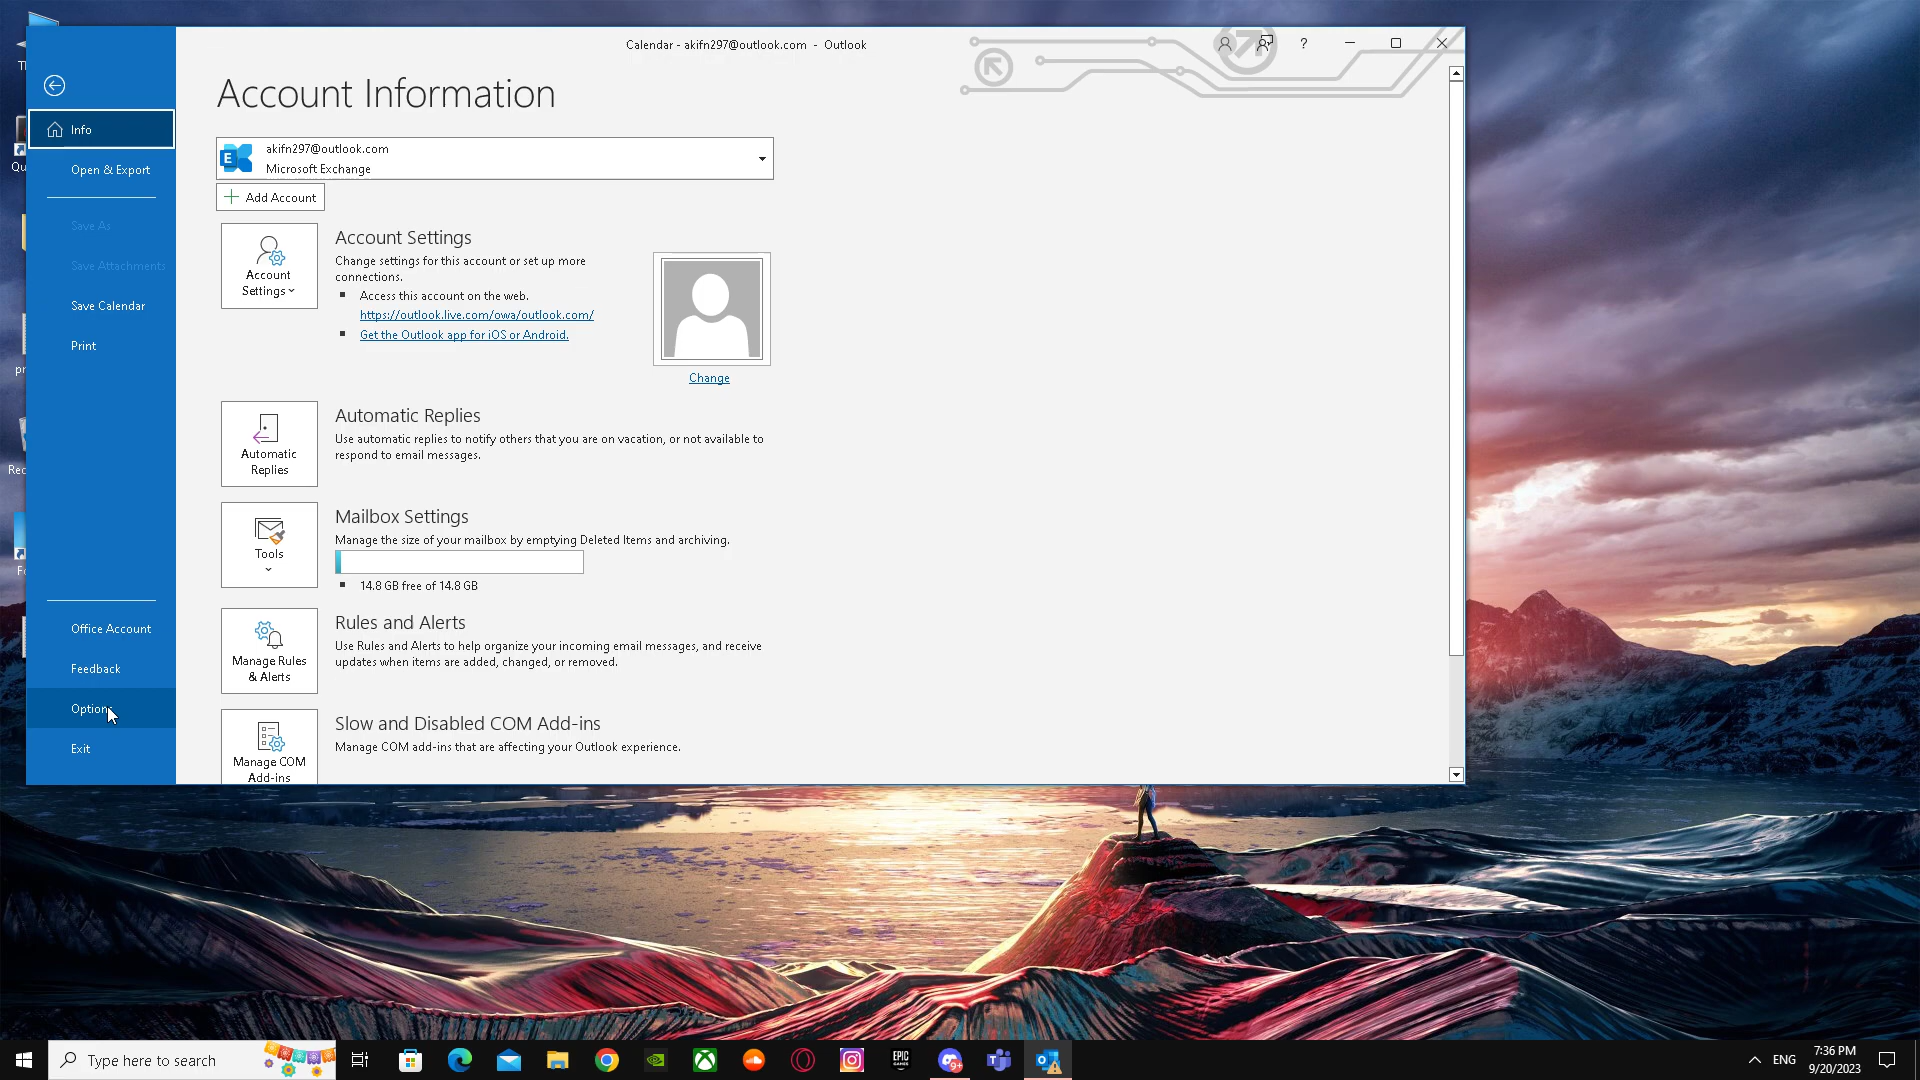 Calendar - akifn297@outlook.com - Outlook
?
Account Information
Info
Open & Export
Save As
Save Attachments
Save Calendar
Print
Office Account
Feedback
Exit
akifn297@outlook.com
Microsoft Exchange
Add Account
Account
Settings
Account Settings
Change settings for this account or set up more
connections.
Access this account on the web.
https://outlook.live.com/owa/outlook.com/
Get the Outlook app for iOS or Android.
Change
Automatic
Replies
Automatic Replies
Use automatic replies to notify others that you are on vacation, or not available to
respond to email messages.
Tools
Mailbox Settings
Manage the size of your mailbox by emptying Deleted Items and archiving.
14.8 GB free of 14.8 GB
Manage Rules
& Alerts
Rules and Alerts
Use Rules and Alerts to help organize your incoming email messages, and receive
updates when items are added, changed, or removed.
Manage COM
Add-ins
Slow and Disabled COM Add-ins
Manage COM add-ins that are affecting your Outlook experience.
Type here to search
EPIC
GAMES
9+
ENG
7:36 PM
9/20/2023